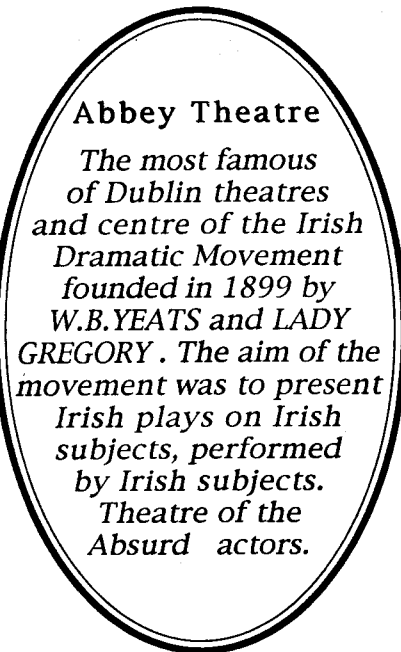 Abbey Theatre
The most famous
of Dublin theatres
and centre of the Irish
Dramatic Movement
founded in 1899 by
W.B.YEATS and LADY
GREGORY . The aim of the
movement was to present
Irish plays on Irish
subjects, performed
by Irish subjects.
Theatre of the
Absurd actors.